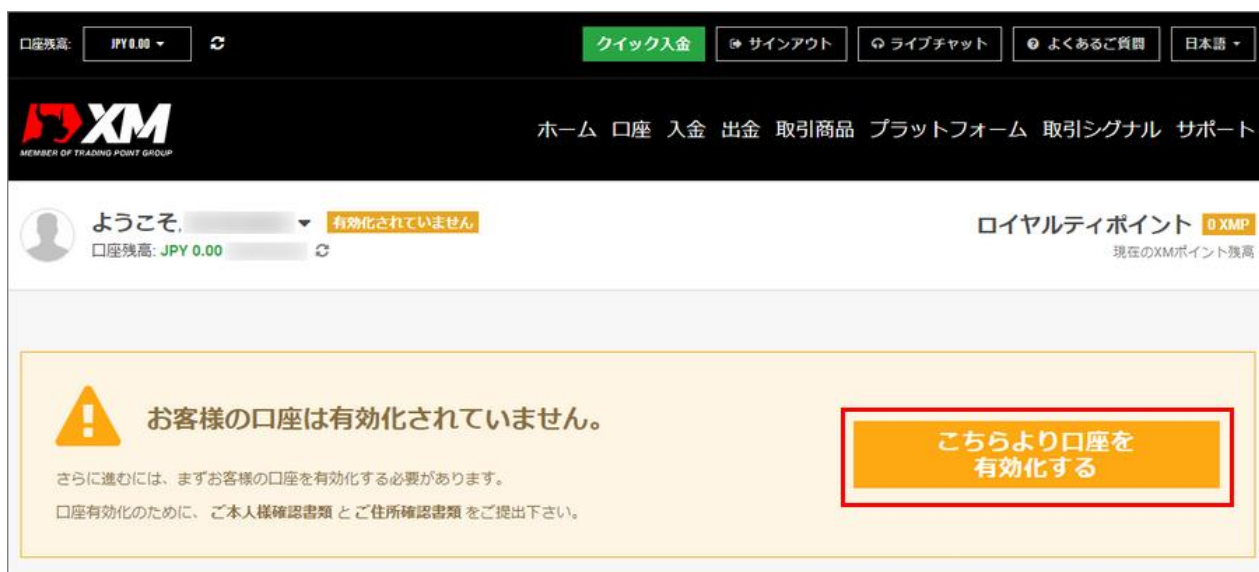 口座残高: JPY 0.00 クイック入金 サインアウト ライブチャット よくあるご質問 日本語
XM
MEMBER OF TRADING POINT GROUP
ホーム 口座 入金 出金 取引商品 プラットフォーム 取引シグナル サポート
ようこそ, 有効化されていません
口座残高: JPY 0.00
ロイヤルティポイント 0 XMP
現在のXMポイント残高
お客様の口座は有効化されていません。
さらに進むには、まずお客様の口座を有効化する必要があります。
口座有効化のために、ご本人様確認書類 と ご住所確認書類 をご提出下さい。
こちらより口座を
有効化する